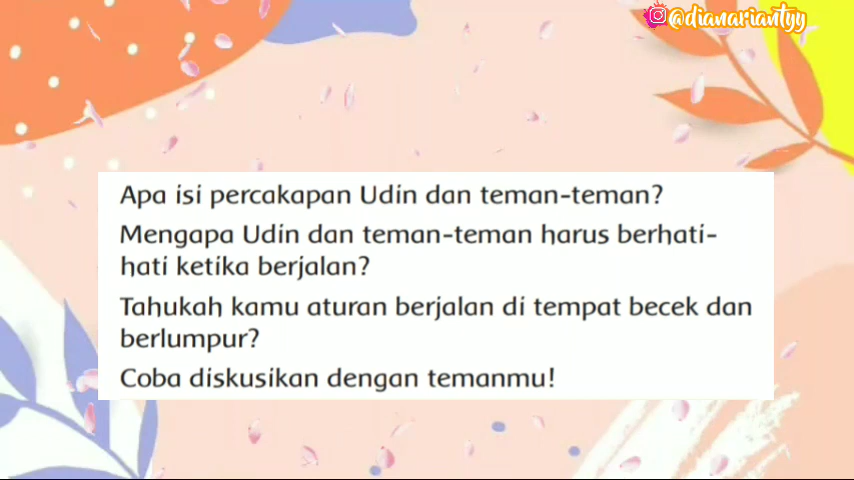 @dianariantyy
Apa isi percakapan Udin dan teman-teman?
Mengapa Udin dan teman-teman harus berhati-
hati ketika berjalan?
Tahukah kamu aturan berjalan di tempat becek dan
berlumpur?
Coba diskusikan dengan temanmu!